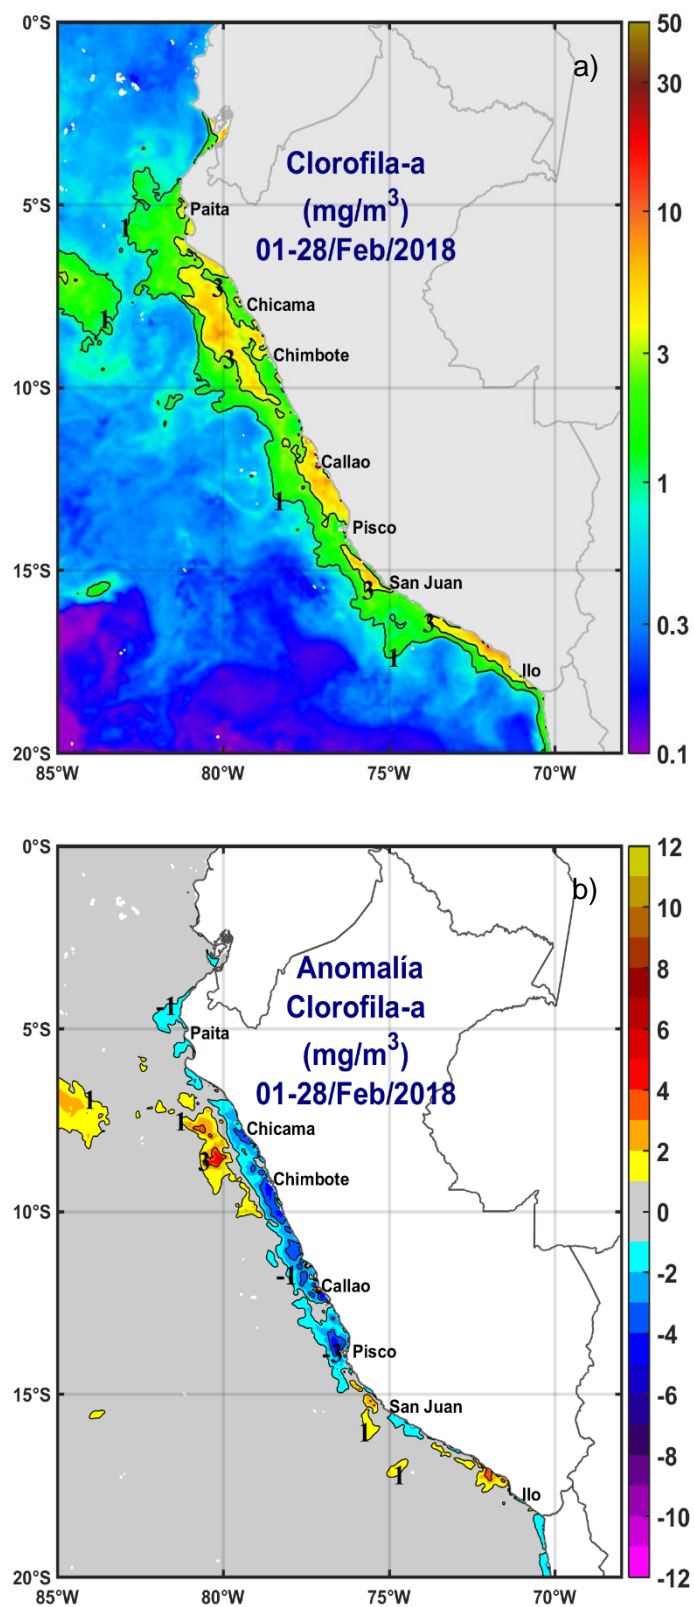 0°S
50
a)
30
Clorofila-a
10
5°S
Paita
(mg/m³)
1
01-28/Feb/2018
3
Chicama
1
3
Chimbote
3
10°S
Callao
1
1
Pisco
15°S
San Juan
3
3
0.3
1
Ilo
20°S
0.1
85°W
80°W
75°W
70°W
0°S
12
b)
10
Anomalía
8
-1
Clorofila-a
5°S
Paita
6
(mg/m³)
1
01-28/Feb/2018
4
1
Chicama
3
2
Chimbote
10°S
0
-1
Callao
-2
-3
Pisco
-4
15°S
San Juan
1
-6
1
-8
Ilo
-10
20°S
-12
85°W
80°W
75°W
70°W